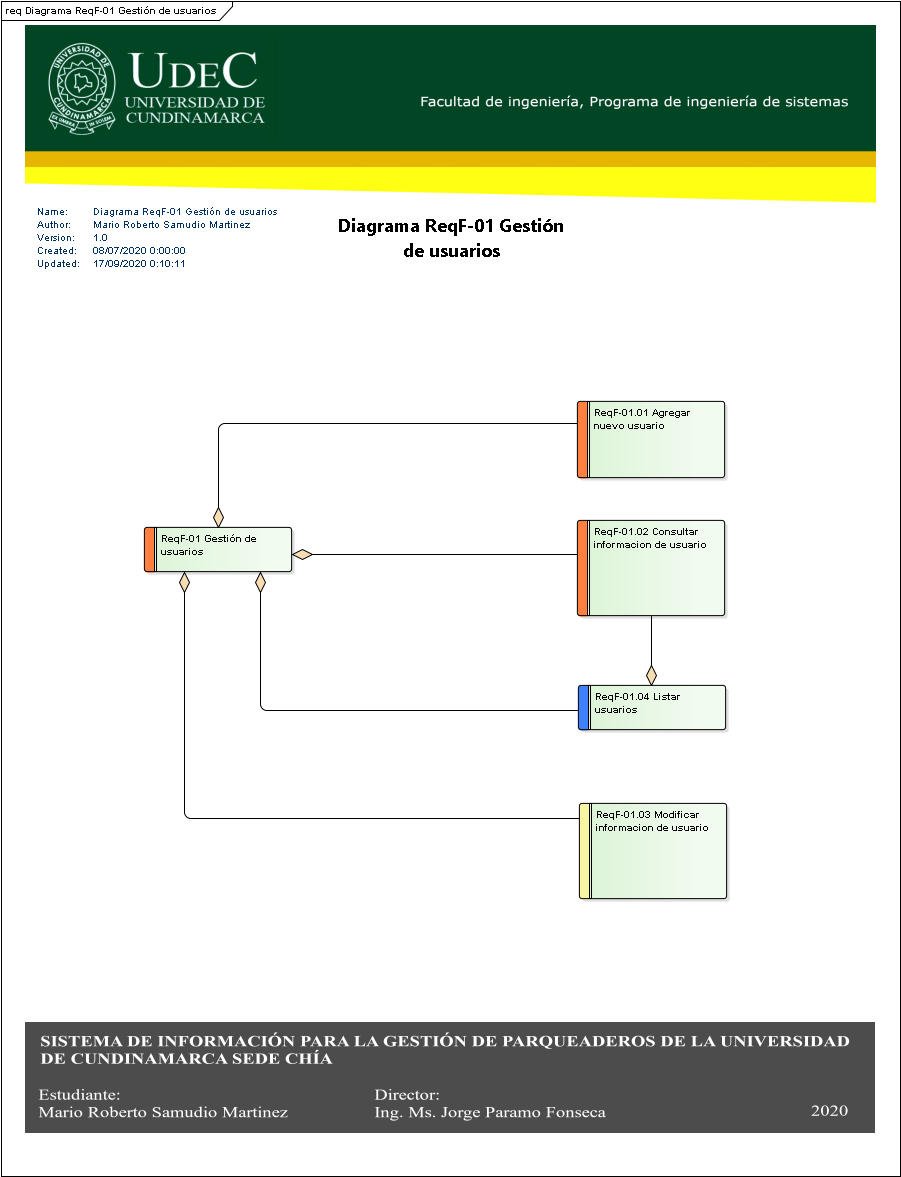 req Diagrama ReqF-01 Gestión de usuarios
UNIVERSIDAD DE CUNDINAMARCA
UDEC
UNIVERSIDAD DE
CUNDINAMARCA
Facultad de ingeniería, Programa de ingeniería de sistemas
Name: Diagrama ReqF-01 Gestión de usuarios
Author: Mario Roberto Samudio Martinez
Version: 1.0
Created: 08/07/2020 0:00:00
Updated: 17/09/2020 0:10:11
Diagrama ReqF-01 Gestión
de usuarios
ReqF-01.01 Agregar
nuevo usuario
ReqF-01 Gestión de
usuarios
ReqF-01.02 Consultar
informacion de usuario
ReqF-01.04 Listar
usuarios
ReqF-01.03 Modificar
informacion de usuario
SISTEMA DE INFORMACIÓN PARA LA GESTIÓN DE PARQUEADEROS DE LA UNIVERSIDAD
DE CUNDINAMARCA SEDE CHÍA
Estudiante:
Mario Roberto Samudio Martinez
Director:
Ing. Ms. Jorge Paramo Fonseca
2020